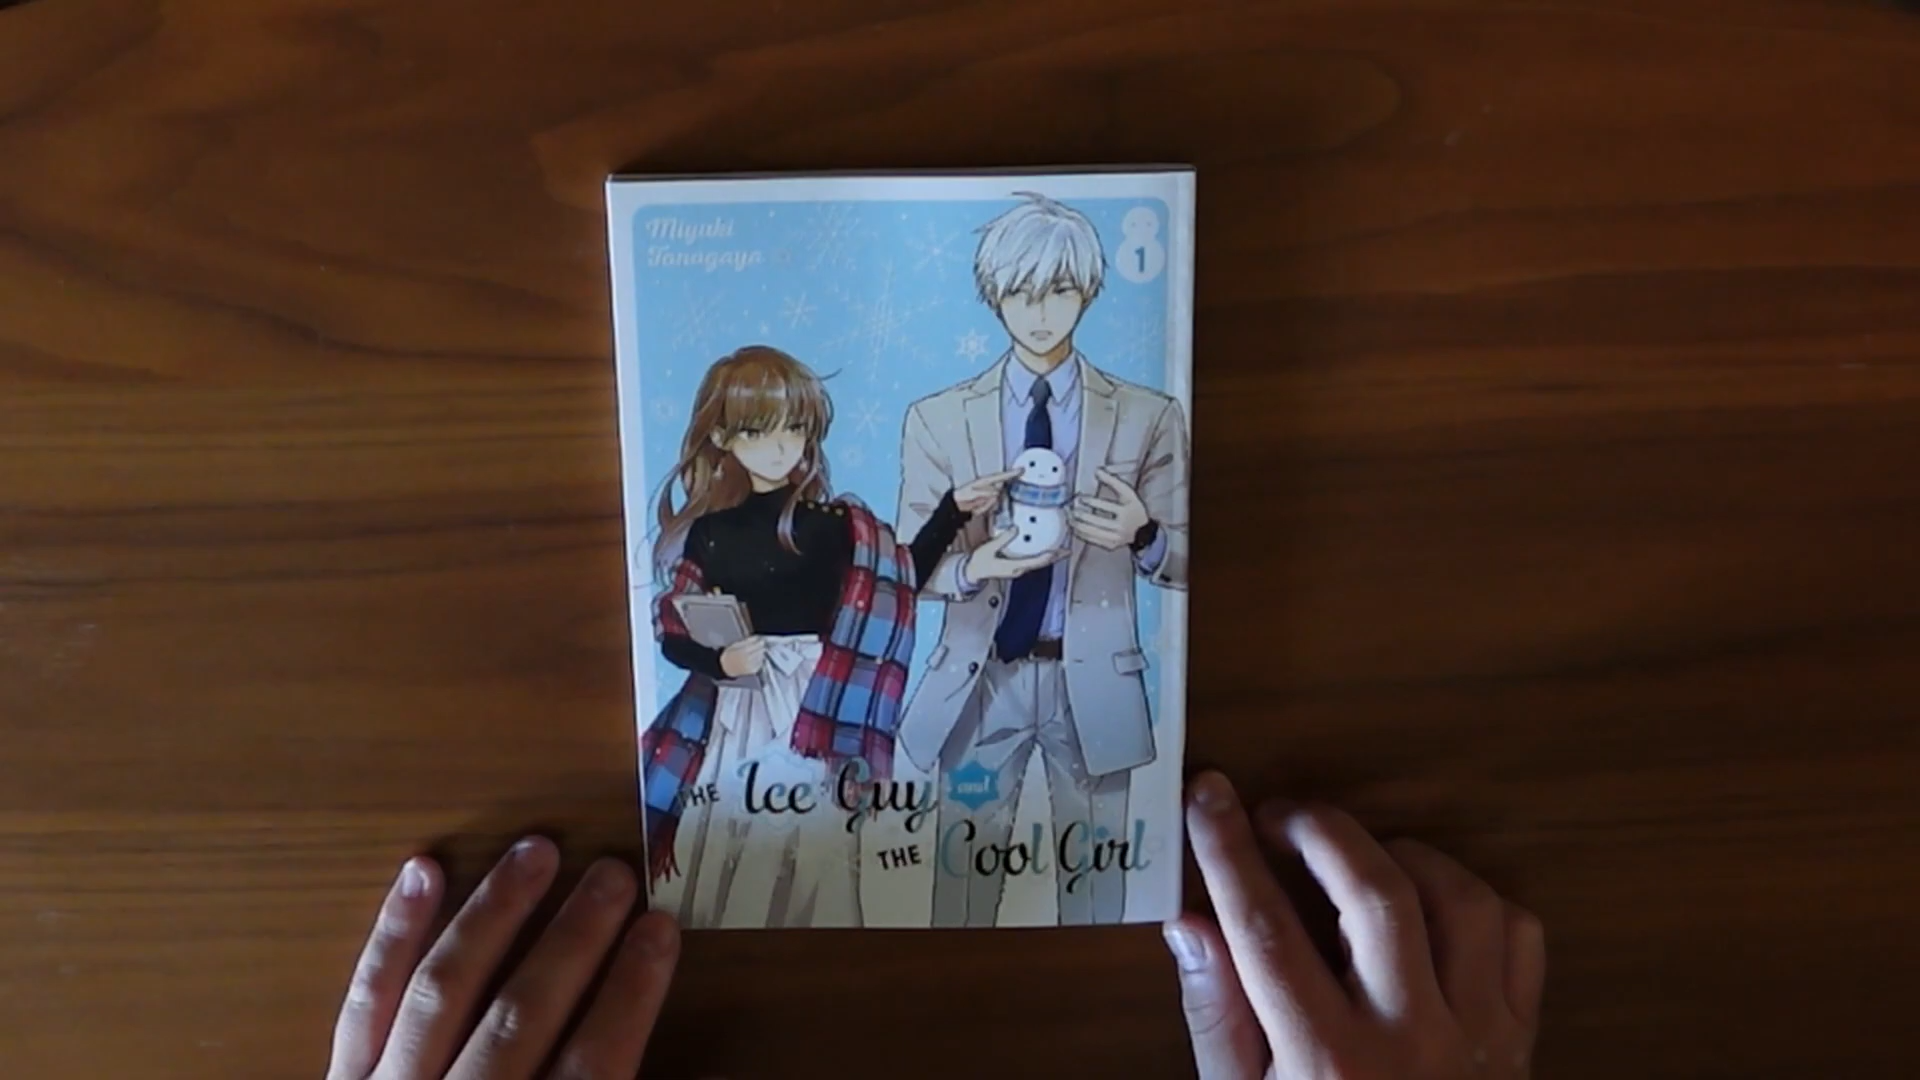 Miyuki
Tonogaya
1
THE Ice Guy and
THE Cool Girl